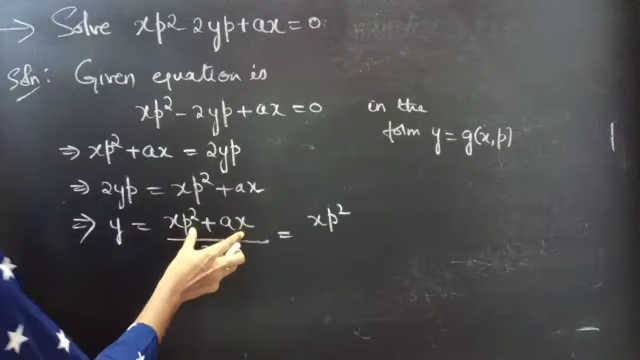 → Solve xp² - 2yp + ax = 0
Soln: Given equation is
xp² - 2yp + ax = 0 in the
form y = g(x,p)
⇒ xp² + ax = 2yp
⇒ 2yp = xp² + ax
⇒ y = xp² + ax = xp²